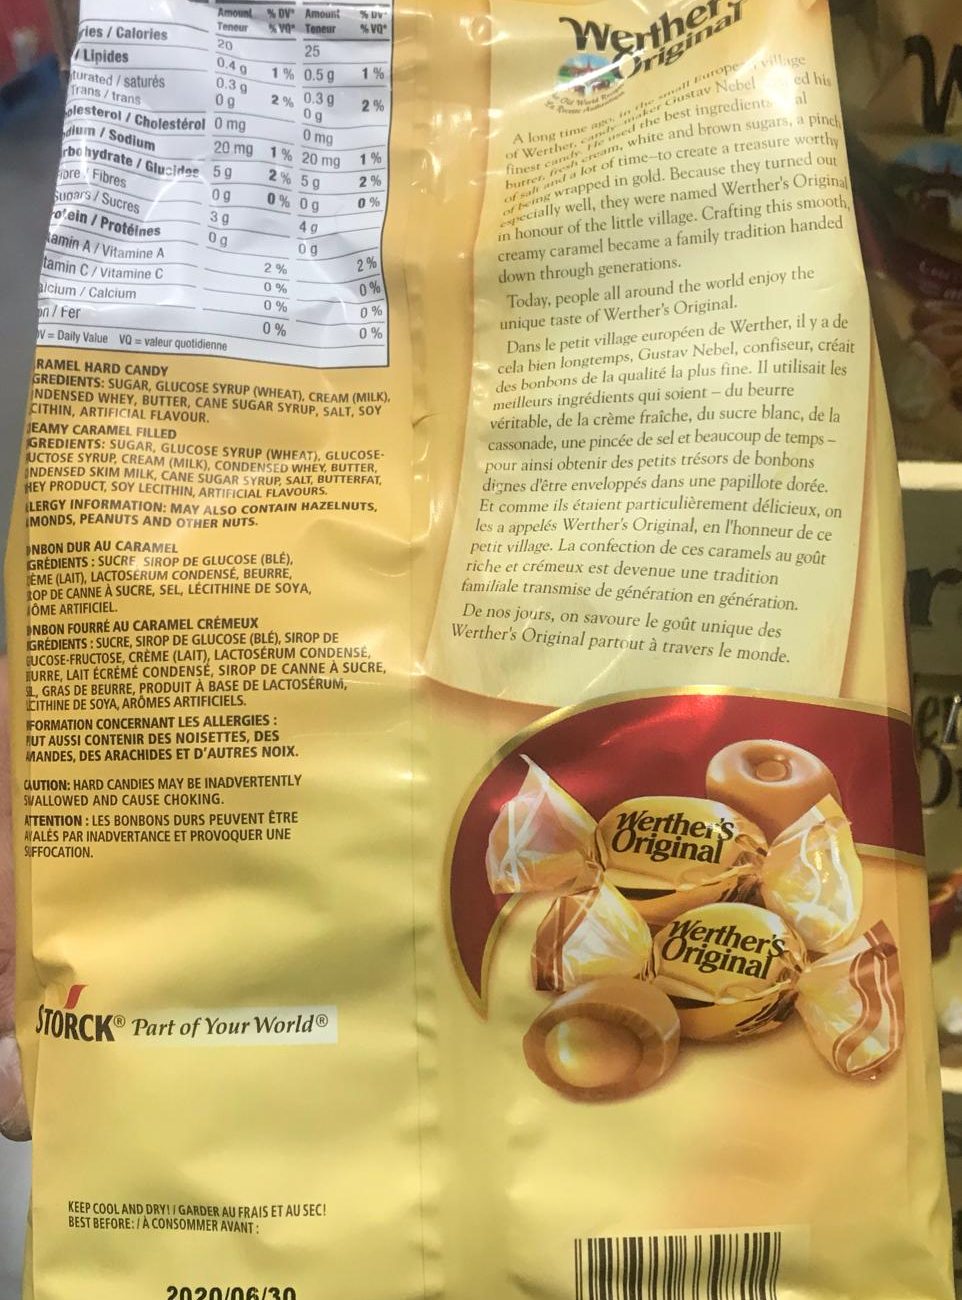 Amount % DV* Amount % DV*
Teneur % VQ* Teneur % VQ*
ries / Calories 20 25
/ Lipides 0.4 g 1 % 0.5 g 1 %
turated / saturés 0.3 g 0.3 g
Trans / trans 0 g 2 % 0 g 2 %
olesterol / Cholestérol 0 mg 0 mg
dium / Sodium 20 mg 1 % 20 mg 1 %
rbohydrate / Glucides 5 g 2 % 5 g 2 %
ibre / Fibres 0 g 0 % 0 g 0 %
Sugars / Sucres 3 g 4 g
otein / Protéines 0 g 0 g
tamin A / Vitamine A 2 % 2 %
tamin C / Vitamine C 0 % 0 %
alcium / Calcium 0 % 0 %
on / Fer 0 % 0 %
DV = Daily Value VQ = valeur quotidienne
RAMEL HARD CANDY
GREDIENTS: SUGAR, GLUCOSE SYRUP (WHEAT), CREAM (MILK),
NDENSED WHEY, BUTTER, CANE SUGAR SYRUP, SALT, SOY
CITHIN, ARTIFICIAL FLAVOUR.
EAMY CARAMEL FILLED
GREDIENTS: SUGAR, GLUCOSE SYRUP (WHEAT), GLUCOSE-
UCTOSE SYRUP, CREAM (MILK), CONDENSED WHEY, BUTTER,
NDENSED SKIM MILK, CANE SUGAR SYRUP, SALT, BUTTERFAT,
HEY PRODUCT, SOY LECITHIN, ARTIFICIAL FLAVOURS.
LERGY INFORMATION: MAY ALSO CONTAIN HAZELNUTS,
MONDS, PEANUTS AND OTHER NUTS.
NBON DUR AU CARAMEL
GRÉDIENTS : SUCRE, SIROP DE GLUCOSE (BLÉ),
ÈME (LAIT), LACTOSÉRUM CONDENSÉ, BEURRE,
ROP DE CANNE À SUCRE, SEL, LÉCITHINE DE SOYA,
ÔME ARTIFICIEL.
NBON FOURRÉ AU CARAMEL CRÉMEUX
GRÉDIENTS : SUCRE, SIROP DE GLUCOSE (BLÉ), SIROP DE
UCOSE-FRUCTOSE, CRÈME (LAIT), LACTOSÉRUM CONDENSÉ,
URRE, LAIT ÉCRÉMÉ CONDENSÉ, SIROP DE CANNE À SUCRE,
SEL, GRAS DE BEURRE, PRODUIT À BASE DE LACTOSÉRUM,
CITHINE DE SOYA, ARÔMES ARTIFICIELS.
FORMATION CONCERNANT LES ALLERGIES :
UT AUSSI CONTENIR DES NOISETTES, DES
MANDES, DES ARACHIDES ET D'AUTRES NOIX.
CAUTION: HARD CANDIES MAY BE INADVERTENTLY
SWALLOWED AND CAUSE CHOKING.
ATTENTION : LES BONBONS DURS PEUVENT ÊTRE
AVALÉS PAR INADVERTANCE ET PROVOQUER UNE
SUFFOCATION.
STORCK® Part of Your World®
KEEP COOL AND DRY! / GARDER AU FRAIS ET AU SEC!
BEST BEFORE: / À CONSOMMER AVANT :
2020/06/30
Werther's
Original
A long time ago, in the small European village
of Werther, candy maker Gustav Nebel ed his
finest candy. He used the best ingredients al
butter, fresh cream, white and brown sugars, a pinch
of salt and a lot of time–to create a treasure worthy
of being wrapped in gold. Because they turned out
especially well, they were named Werther's Original
in honour of the little village. Crafting this smooth,
creamy caramel became a family tradition handed
down through generations.
Today, people all around the world enjoy the
unique taste of Werther's Original.
Dans le petit village européen de Werther, il y a de
cela bien longtemps, Gustav Nebel, confiseur, créait
des bonbons de la qualité la plus fine. Il utilisait les
meilleurs ingrédients qui soient – du beurre
véritable, de la crème fraîche, du sucre blanc, de la
cassonade, une pincée de sel et beaucoup de temps –
pour ainsi obtenir des petits trésors de bonbons
dignes d'être enveloppés dans une papillote dorée.
Et comme ils étaient particulièrement délicieux, on
les a appelés Werther's Original, en l'honneur de ce
petit village. La confection de ces caramels au goût
riche et crémeux est devenue une tradition
familiale transmise de génération en génération.
De nos jours, on savoure le goût unique des
Werther's Original partout à travers le monde.
Werther's
Original
Werther's
Original